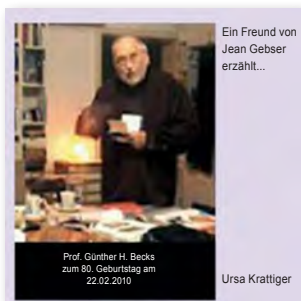 Ein Freund von
Jean Gebser
erzählt...
Prof. Günther H. Becks
zum 80. Geburtstag am
22.02.2010
Ursa Krattiger